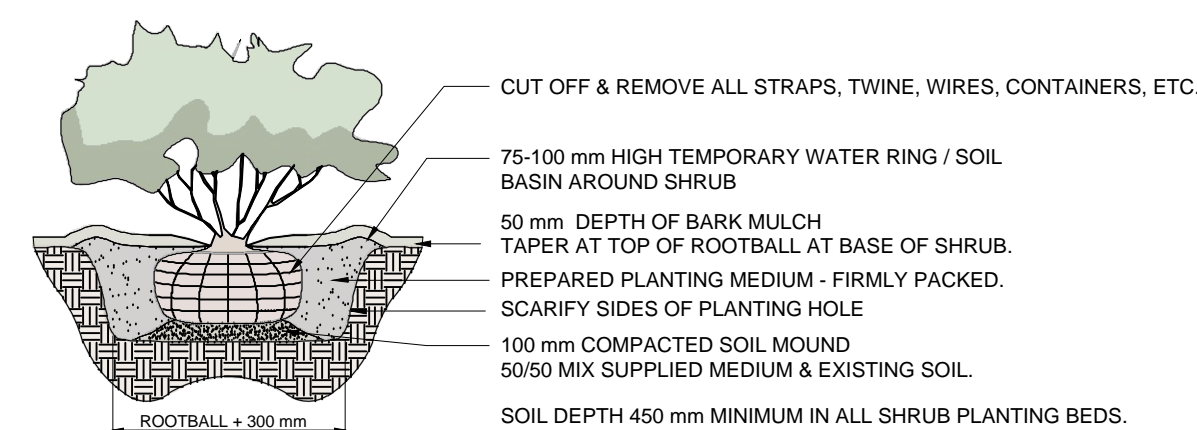 CUT OFF & REMOVE ALL STRAPS, TWINE, WIRES, CONTAINERS, ETC.
75-100 mm HIGH TEMPORARY WATER RING / SOIL
BASIN AROUND SHRUB
50 mm DEPTH OF BARK MULCH
TAPER AT TOP OF ROOTBALL AT BASE OF SHRUB.
PREPARED PLANTING MEDIUM - FIRMLY PACKED.
SCARIFY SIDES OF PLANTING HOLE
100 mm COMPACTED SOIL MOUND
50/50 MIX SUPPLIED MEDIUM & EXISTING SOIL.
SOIL DEPTH 450 mm MINIMUM IN ALL SHRUB PLANTING BEDS.
ROOTBALL + 300 mm